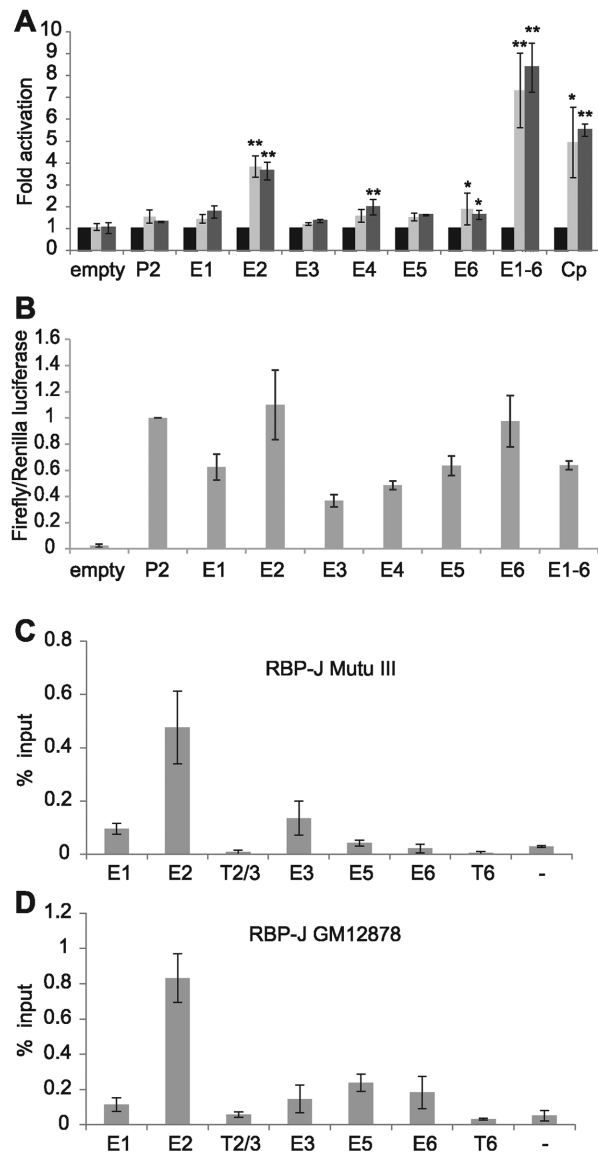 A
Fold activation
10
9
8
7
6
5
4
3
2
1
0
** ** ** * * ** ** * **
empty P2 E1 E2 E3 E4 E5 E6 E1-6 Cp
B
Firefly/Renilla luciferase
1.6
1.4
1.2
1
0.8
0.6
0.4
0.2
0
empty P2 E1 E2 E3 E4 E5 E6 E1-6
C
RBP-J Mutu III
% input
0.8
0.6
0.4
0.2
0
E1 E2 T2/3 E3 E5 E6 T6 -
D
RBP-J GM12878
% input
1.2
1
0.8
0.6
0.4
0.2
0
E1 E2 T2/3 E3 E5 E6 T6 -